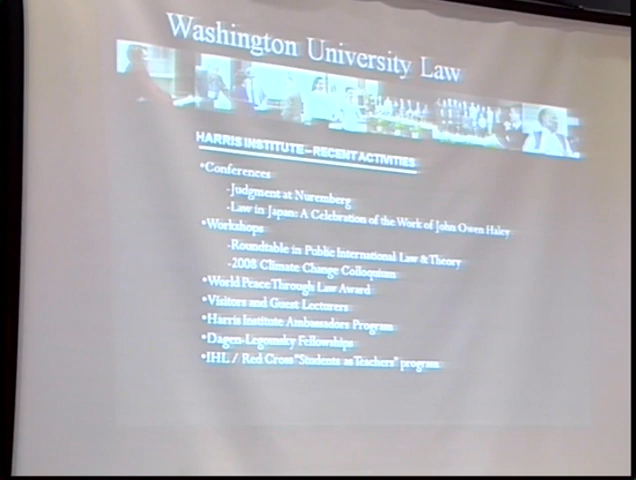 Washington University Law
HARRIS INSTITUTE – RECENT ACTIVITIES
•Conferences
-Judgment at Nuremberg
-Law in Japan: A Celebration of the Work of John Owen Haley
•Workshops
-Roundtable in Public International Law & Theory
-2008 Climate Change Colloquium
•World Peace Through Law Award
•Visitors and Guest Lecturers
•Harris Institute Ambassadors Program
•Dagen-Legomsky Fellowships
•IHL / Red Cross "Students as Teachers" program